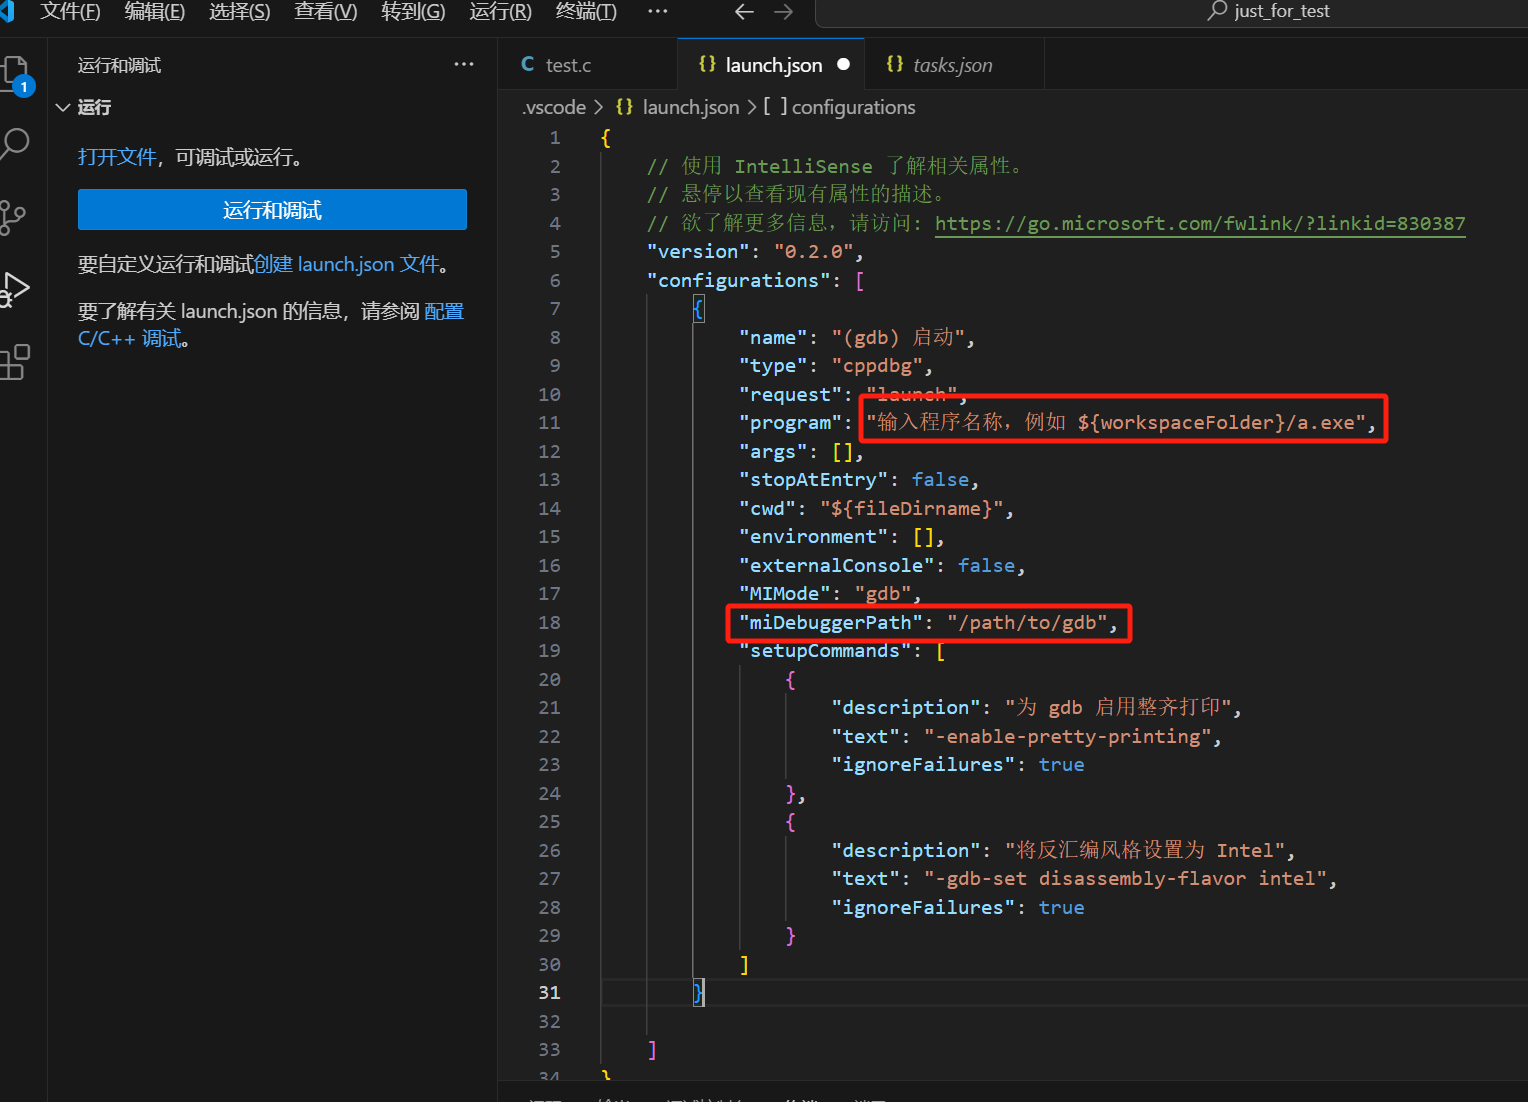 文件(F) 编辑(E) 选择(S) 查看(V) 转到(G) 运行(R) 终端(T) ··· just_for_test
运行和调试 ···
1
运行
打开文件，可调试或运行。
运行和调试
要自定义运行和调试创建 launch.json 文件。
要了解有关 launch.json 的信息，请参阅 配置
C/C++ 调试。
C test.c {} launch.json {} tasks.json
.vscode > {} launch.json > [ ] configurations
1 {
2 // 使用 IntelliSense 了解相关属性。
3 // 悬停以查看现有属性的描述。
4 // 欲了解更多信息，请访问: https://go.microsoft.com/fwlink/?linkid=830387
5 "version": "0.2.0",
6 "configurations": [
7 {
8 "name": "(gdb) 启动",
9 "type": "cppdbg",
10 "request": "launch",
11 "program": "输入程序名称，例如 ${workspaceFolder}/a.exe",
12 "args": [],
13 "stopAtEntry": false,
14 "cwd": "${fileDirname}",
15 "environment": [],
16 "externalConsole": false,
17 "MIMode": "gdb",
18 "miDebuggerPath": "/path/to/gdb",
19 "setupCommands": [
20 {
21 "description": "为 gdb 启用整齐打印",
22 "text": "-enable-pretty-printing",
23 "ignoreFailures": true
24 },
25 {
26 "description": "将反汇编风格设置为 Intel",
27 "text": "-gdb-set disassembly-flavor intel",
28 "ignoreFailures": true
29 }
30 ]
31 }
32
33 ]
34 }